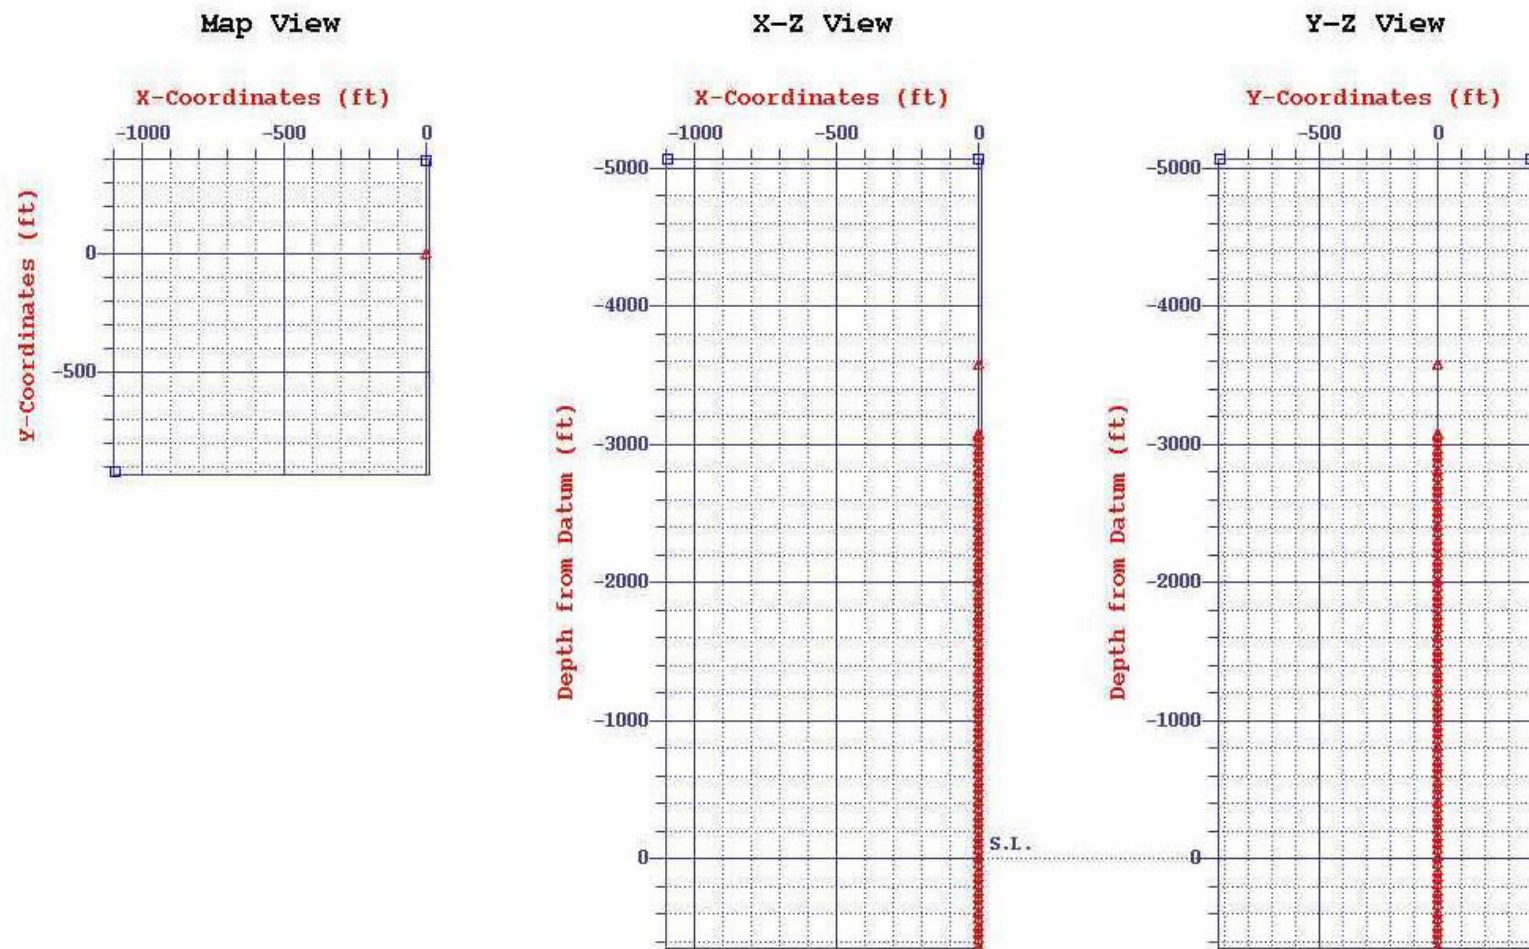 Map View
X-Coordinates (ft)
-1000 -500 0
Y-Coordinates (ft)
0
-500
X-Z View
X-Coordinates (ft)
-1000 -500 0
Depth from Datum (ft)
-5000
-4000
-3000
-2000
-1000
0
S.L.
Y-Z View
Y-Coordinates (ft)
-500 0
Depth from Datum (ft)
-5000
-4000
-3000
-2000
-1000
0